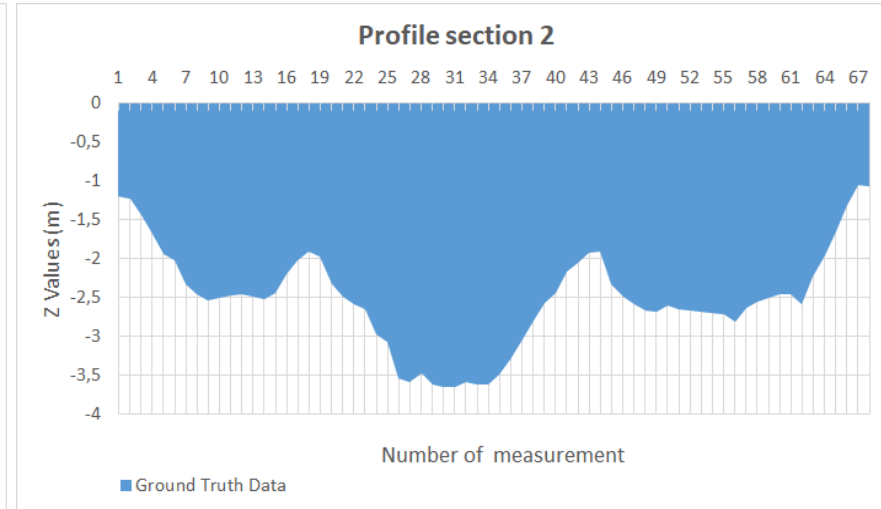 Profile section 2
1 4 7 10 13 16 19 22 25 28 31 34 37 40 43 46 49 52 55 58 61 64 67
0
-0,5
-1
-1,5
-2
-2,5
-3
-3,5
-4
Z Values (m)
Number of measurement
Ground Truth Data